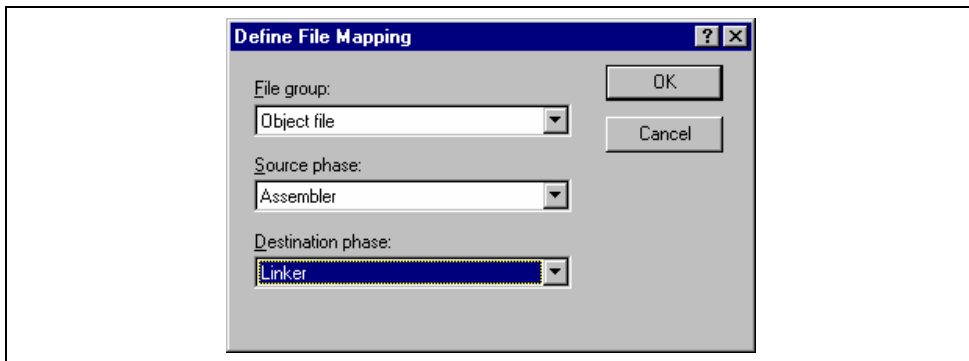 Define File Mapping
File group:
Object file
Source phase:
Assembler
Destination phase:
Linker
OK
Cancel